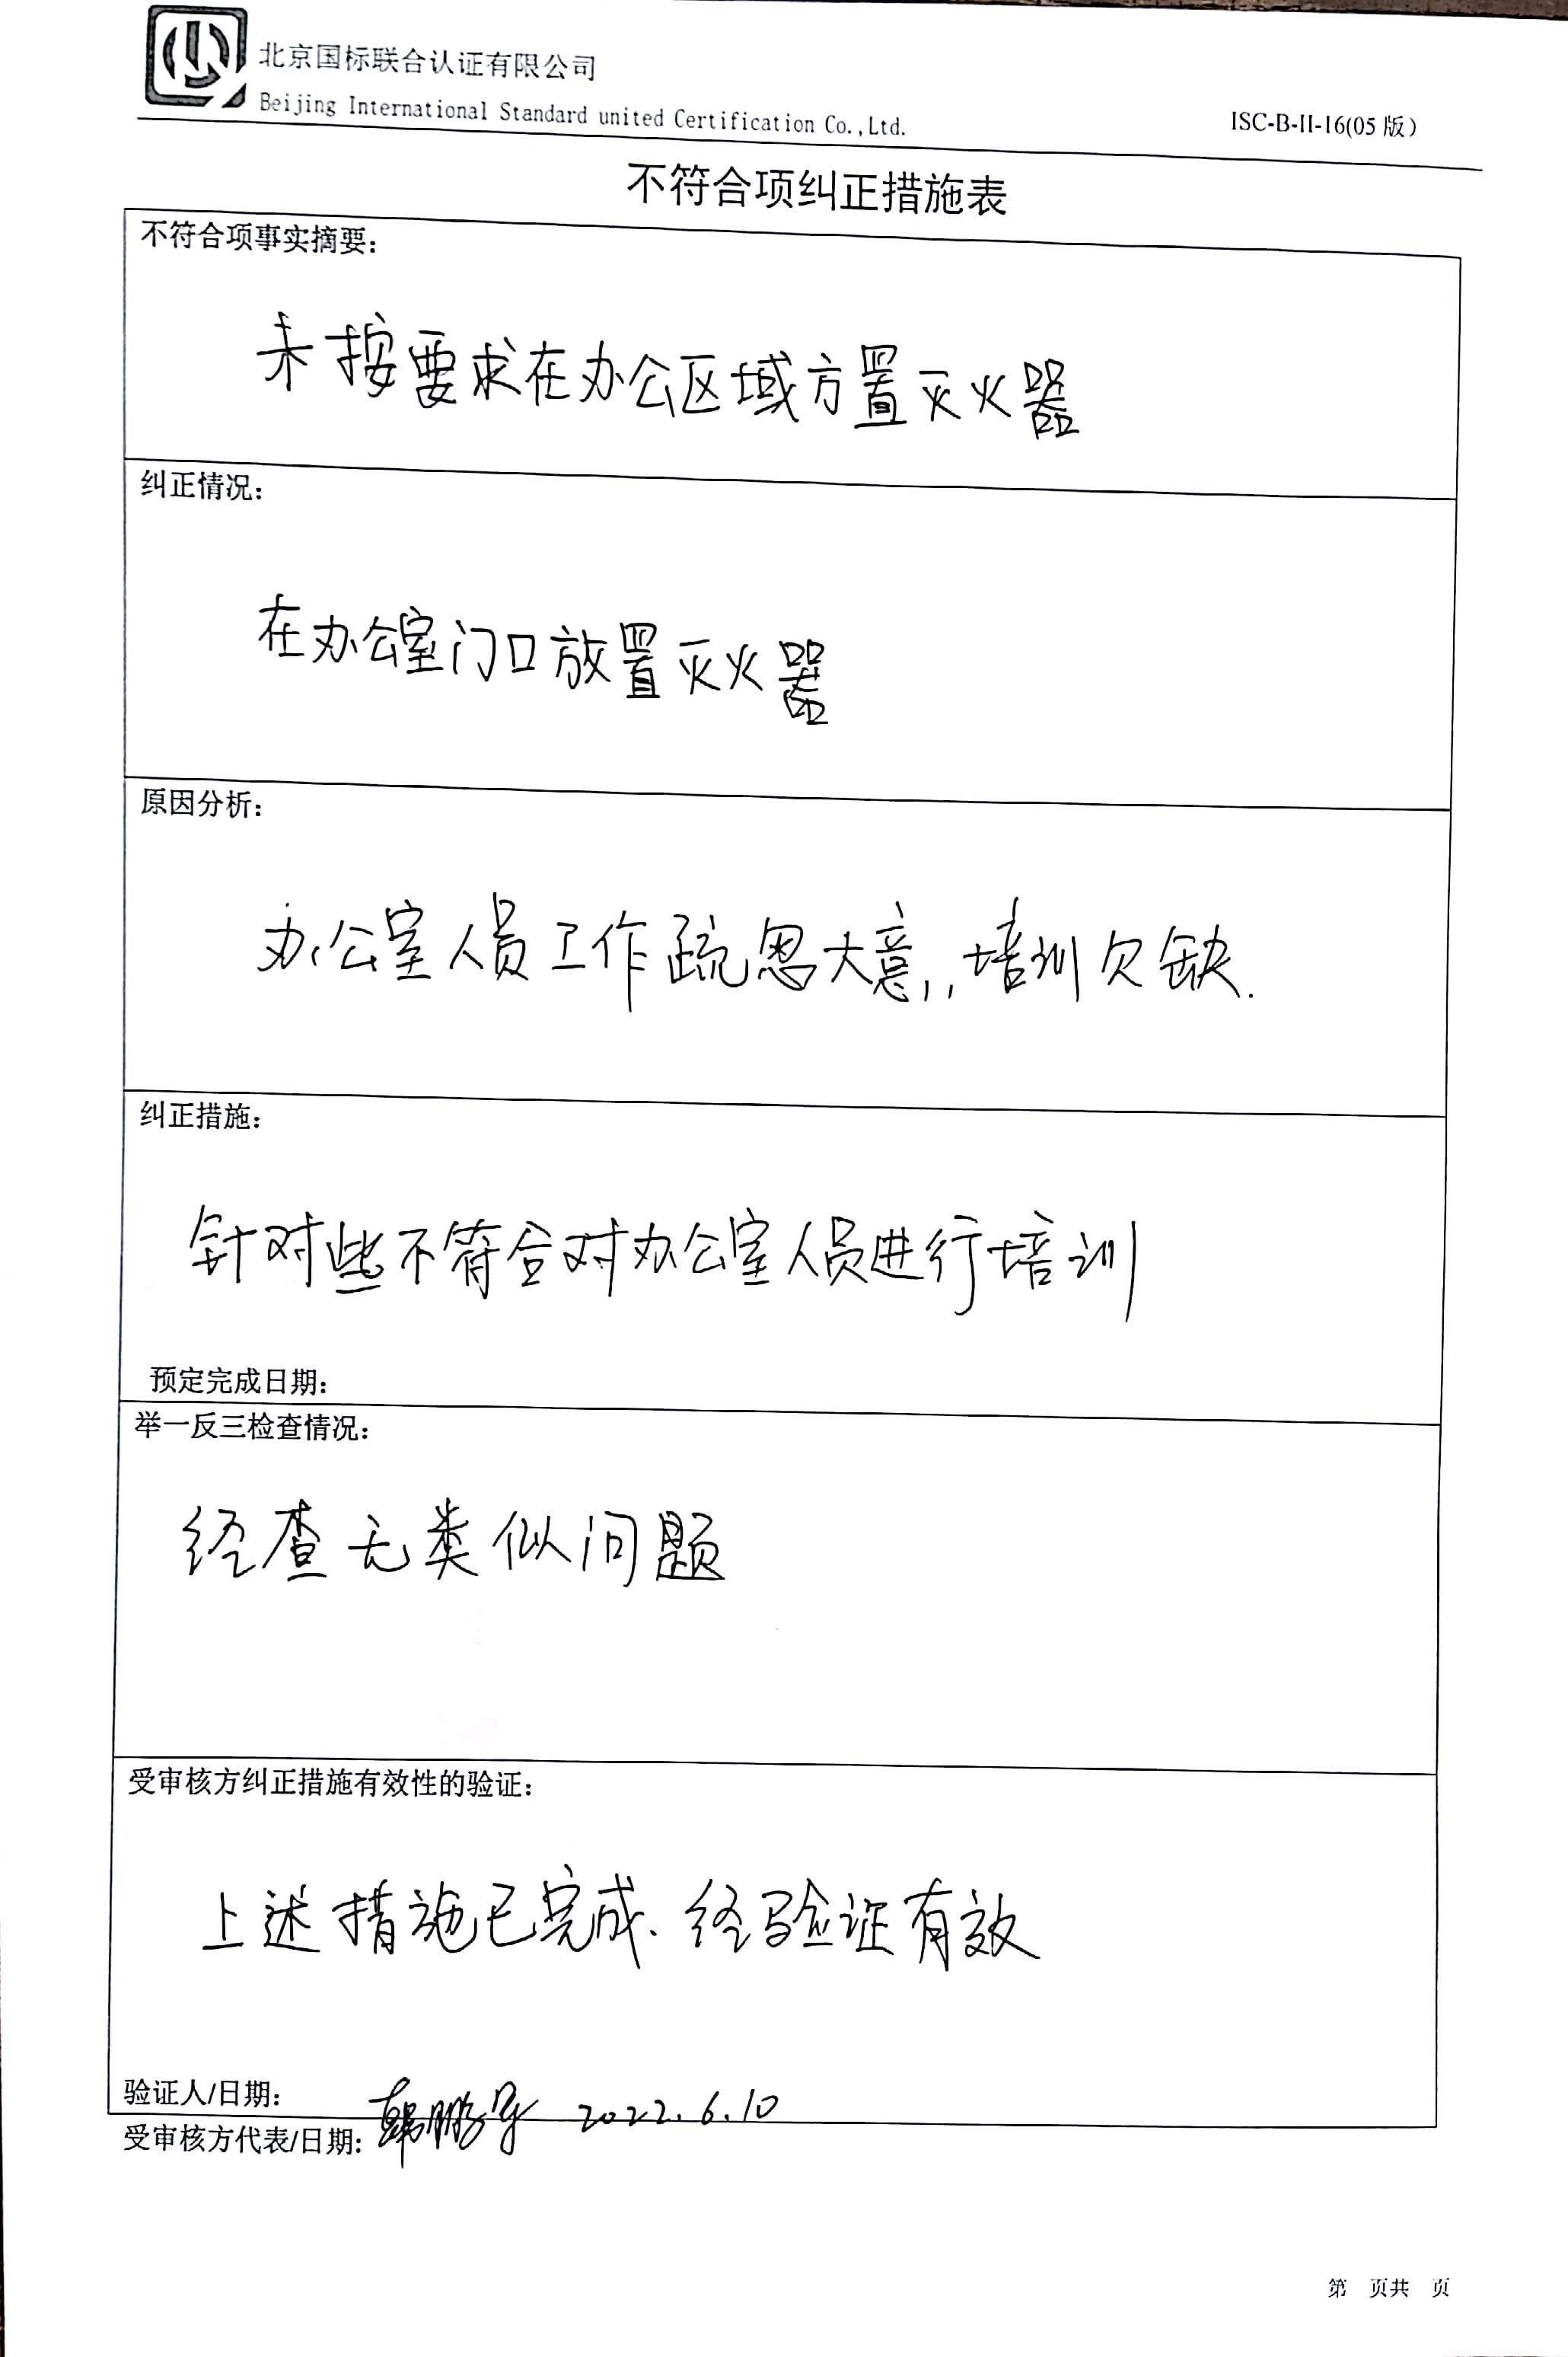 北京国标联合认证有限公司
Beijing International Standard united Certification Co.,Ltd.
ISC-B-II-16(05 版）
不符合项纠正措施表
不符合项事实摘要：
未按要求在办公区域方置灭火器
纠正情况：
在办公室门口放置灭火器
原因分析：
办公室人员工作疏忽大意，，培训欠缺.
纠正措施：
针对些不符合对办公室人员进行培训
预定完成日期：
举一反三检查情况：
经查无类似问题
受审核方纠正措施有效性的验证：
上述措施已完成、经验证有效
验证人/日期：
韩鹏 2022.6.10
受审核方代表/日期：
第 页共 页